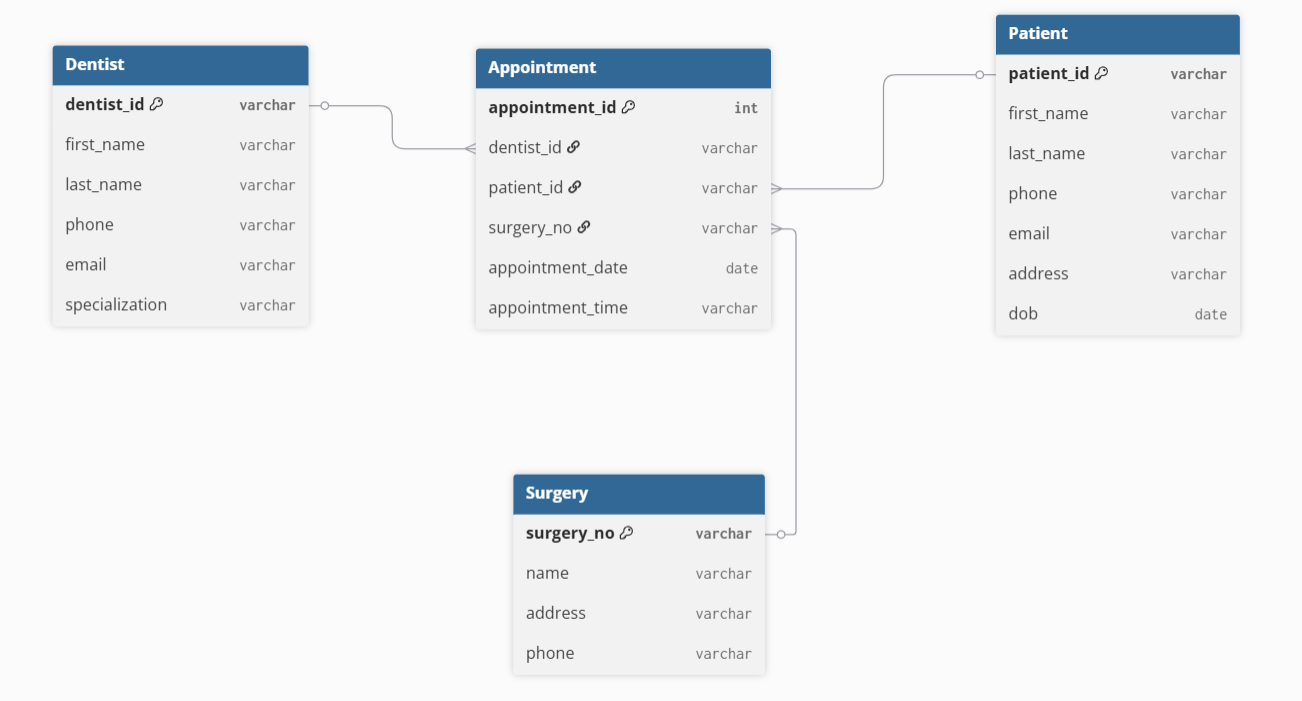 Dentist
dentist_id varchar
first_name varchar
last_name varchar
phone varchar
email varchar
specialization varchar
Appointment
appointment_id int
dentist_id varchar
patient_id varchar
surgery_no varchar
appointment_date date
appointment_time varchar
Patient
patient_id varchar
first_name varchar
last_name varchar
phone varchar
email varchar
address varchar
dob date
Surgery
surgery_no varchar
name varchar
address varchar
phone varchar